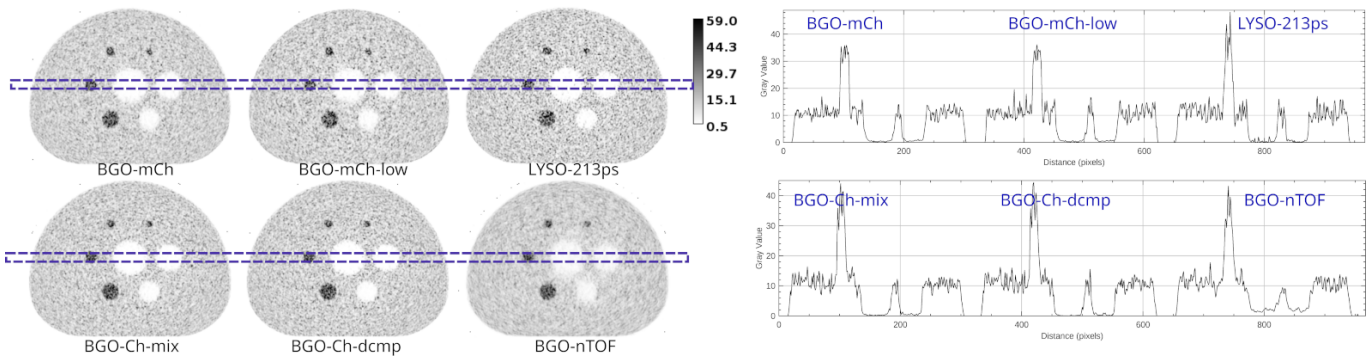 BGO-mCh
BGO-mCh-low
LYSO-213ps
59.0
44.3
29.7
15.1
0.5
BGO-Ch-mix
BGO-Ch-dcmp
BGO-nTOF
BGO-mCh
BGO-mCh-low
LYSO-213ps
Gray Value
40
30
20
10
0
0
200
400
600
800
Distance (pixels)
BGO-Ch-mix
BGO-Ch-dcmp
BGO-nTOF
Gray Value
40
30
20
10
0
0
200
400
600
800
Distance (pixels)